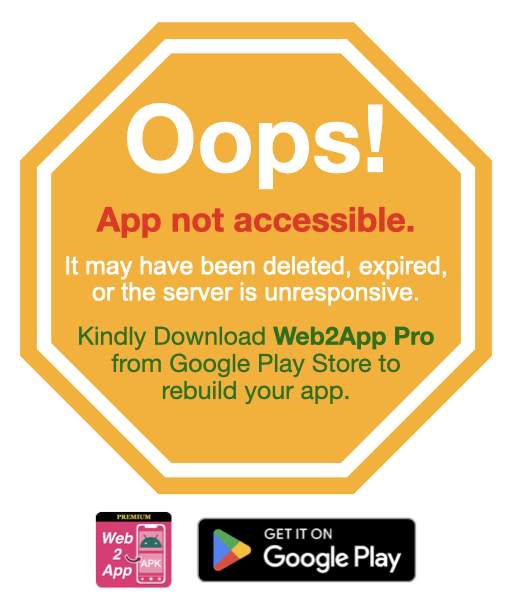 Oops!
App not accessible.
It may have been deleted, expired,
or the server is unresponsive.
Kindly Download Web2App Pro
from Google Play Store to
rebuild your app.
PREMIUM
Web
2
App
APK
GET IT ON
Google Play